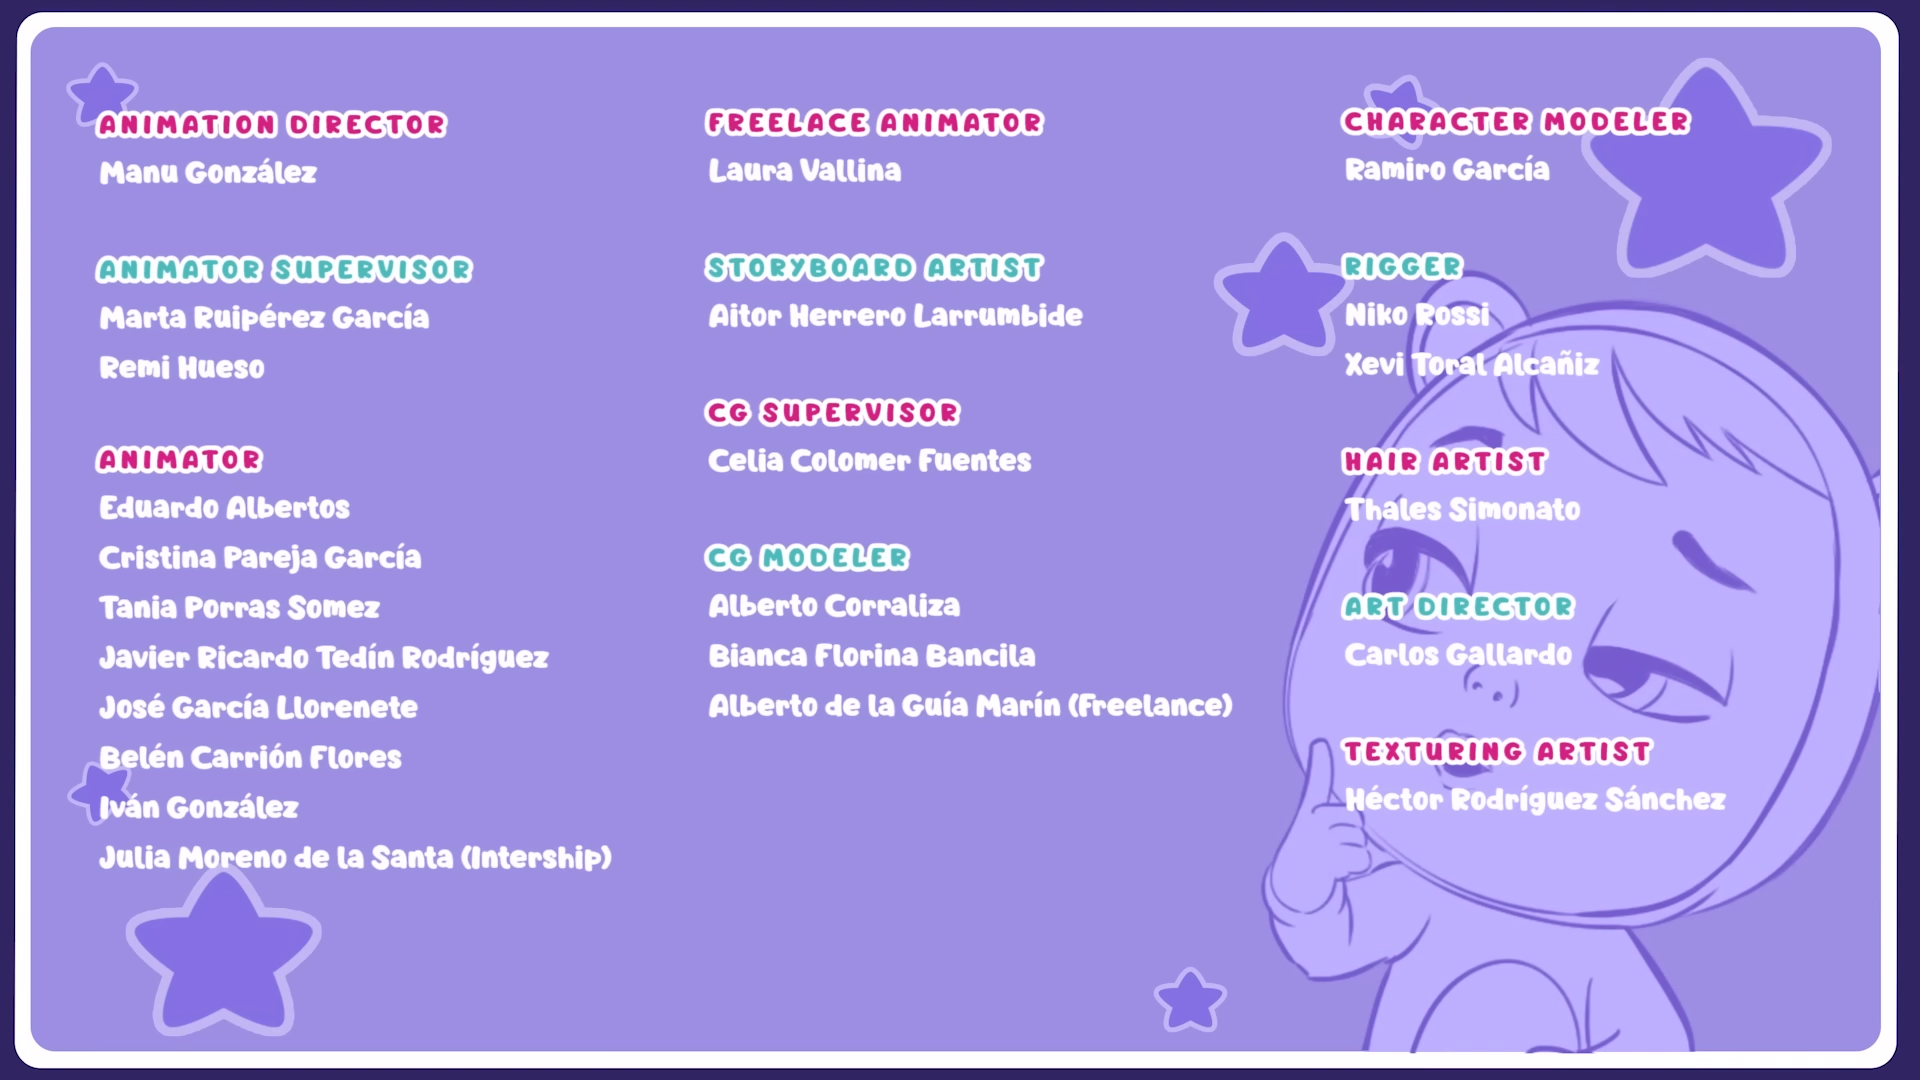 ANIMATION DIRECTOR
Manu González
ANIMATOR SUPERVISOR
Marta Ruipérez García
Remi Hueso
ANIMATOR
Eduardo Albertos
Cristina Pareja García
Tania Porras Somez
Javier Ricardo Tedín Rodríguez
José García Llorenete
Belén Carrión Flores
Iván González
Julia Moreno de la Santa (Intership)
FREELACE ANIMATOR
Laura Vallina
STORYBOARD ARTIST
Aitor Herrero Larrumbide
CG SUPERVISOR
Celia Colomer Fuentes
CG MODELER
Alberto Corraliza
Bianca Florina Bancila
Alberto de la Guía Marín (Freelance)
CHARACTER MODELER
Ramiro García
RIGGER
Niko Rossi
Xevi Toral Alcañiz
HAIR ARTIST
Thales Simonato
ART DIRECTOR
Carlos Gallardo
TEXTURING ARTIST
Héctor Rodríguez Sánchez